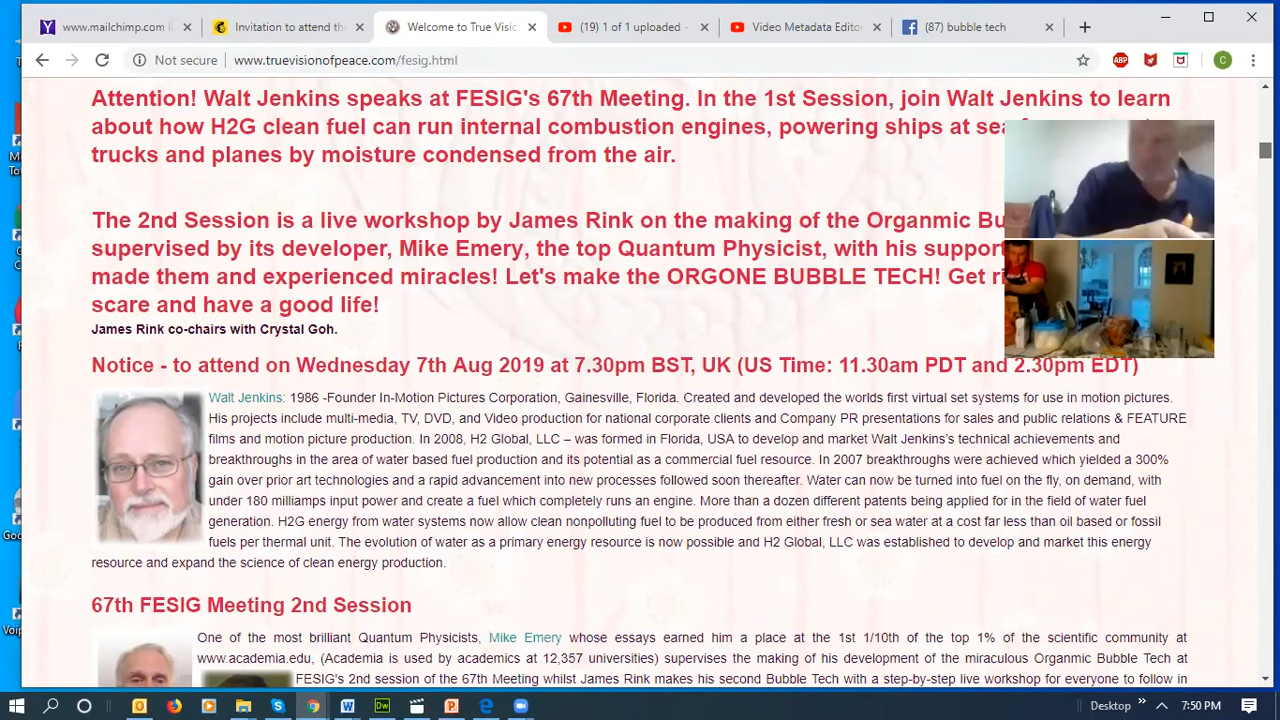 www.mailchimp.com
Invitation to attend the
Welcome to True Visic
(19) 1 of 1 uploaded -
Video Metadata Editor
(87) bubble tech
Not secure
www.truevisionofpeace.com/fesig.html
ABP
C
Attention! Walt Jenkins speaks at FESIG's 67th Meeting. In the 1st Session, join Walt Jenkins to learn
about how H2G clean fuel can run internal combustion engines, powering ships at sea
trucks and planes by moisture condensed from the air.
The 2nd Session is a live workshop by James Rink on the making of the Organmic Bu
supervised by its developer, Mike Emery, the top Quantum Physicist, with his support
made them and experienced miracles! Let's make the ORGONE BUBBLE TECH! Get ri
scare and have a good life!
James Rink co-chairs with Crystal Goh.
Notice - to attend on Wednesday 7th Aug 2019 at 7.30pm BST, UK (US Time: 11.30am PDT and 2.30pm EDT)
Walt Jenkins: 1986 -Founder In-Motion Pictures Corporation, Gainesville, Florida. Created and developed the worlds first virtual set systems for use in motion pictures.
His projects include multi-media, TV, DVD, and Video production for national corporate clients and Company PR presentations for sales and public relations & FEATURE
films and motion picture production. In 2008, H2 Global, LLC – was formed in Florida, USA to develop and market Walt Jenkins's technical achievements and
breakthroughs in the area of water based fuel production and its potential as a commercial fuel resource. In 2007 breakthroughs were achieved which yielded a 300%
gain over prior art technologies and a rapid advancement into new processes followed soon thereafter. Water can now be turned into fuel on the fly, on demand, with
under 180 milliamps input power and create a fuel which completely runs an engine. More than a dozen different patents being applied for in the field of water fuel
generation. H2G energy from water systems now allow clean nonpolluting fuel to be produced from either fresh or sea water at a cost far less than oil based or fossil
fuels per thermal unit. The evolution of water as a primary energy resource is now possible and H2 Global, LLC was established to develop and market this energy
resource and expand the science of clean energy production.
67th FESIG Meeting 2nd Session
One of the most brilliant Quantum Physicists, Mike Emery whose essays earned him a place at the 1st 1/10th of the top 1% of the scientific community at
www.academia.edu, (Academia is used by academics at 12,357 universities) supervises the making of his development of the miraculous Organmic Bubble Tech at
FESIG's 2nd session of the 67th Meeting whilst James Rink makes his second Bubble Tech with a step-by-step live workshop for everyone to follow in
Desktop
7:50 PM